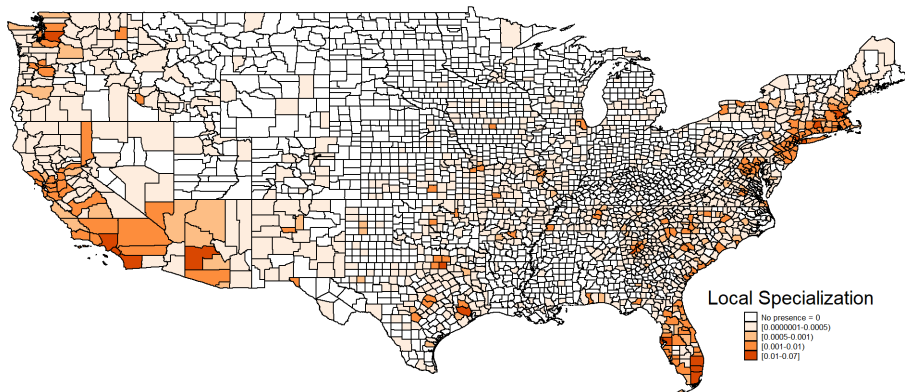 Local Specialization
No presence = 0
[0.0000001-0.0005)
[0.0005-0.001)
[0.001-0.01)
[0.01-0.07]